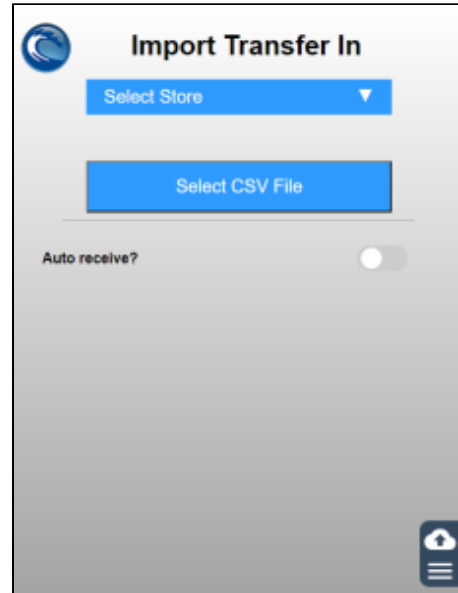 Import Transfer In
Select Store
Select CSV File
Auto receive?